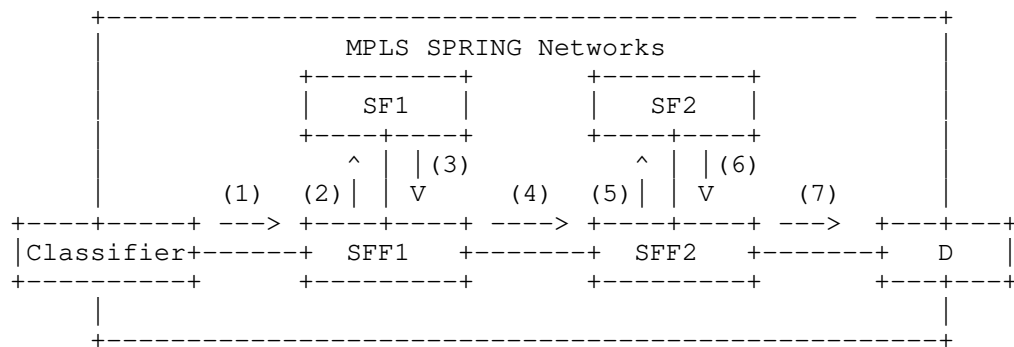 MPLS SPRING Networks
SF1 SF2
^ | |(3) ^ | |(6)
(1) (2)| | V (4) (5)| | V (7)
---> ---> --->
|Classifier+------+ SFF1 +-------+ SFF2 +-------+ D |